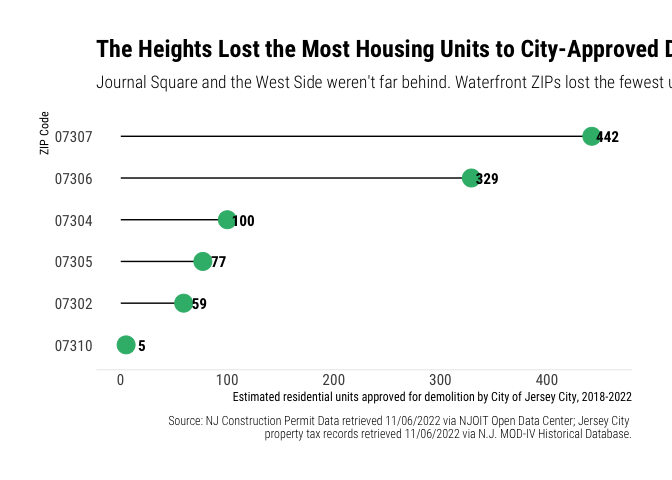 The Heights Lost the Most Housing Units to City-Approved
Journal Square and the West Side weren't far behind. Waterfront ZIPs lost the fewest
ZIP Code
07307 442
07306 329
07304 100
07305 77
07302 59
07310 5
0 100 200 300 400
Estimated residential units approved for demolition by City of Jersey City, 2018-2022
Source: NJ Construction Permit Data retrieved 11/06/2022 via NJOIT Open Data Center; Jersey City
property tax records retrieved 11/06/2022 via N.J. MOD-IV Historical Database.